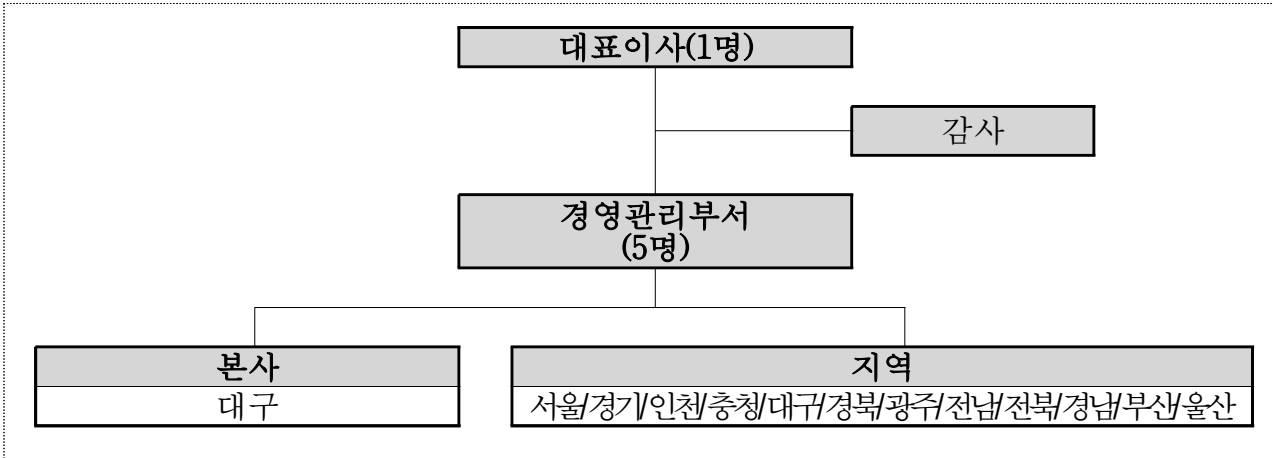 대표이사(1명)
감사
경영관리부서
(5명)
본사
대구
지역
서울/경기/인천/충청/대구/경북/광주/전남/전북/경남/부산/울산